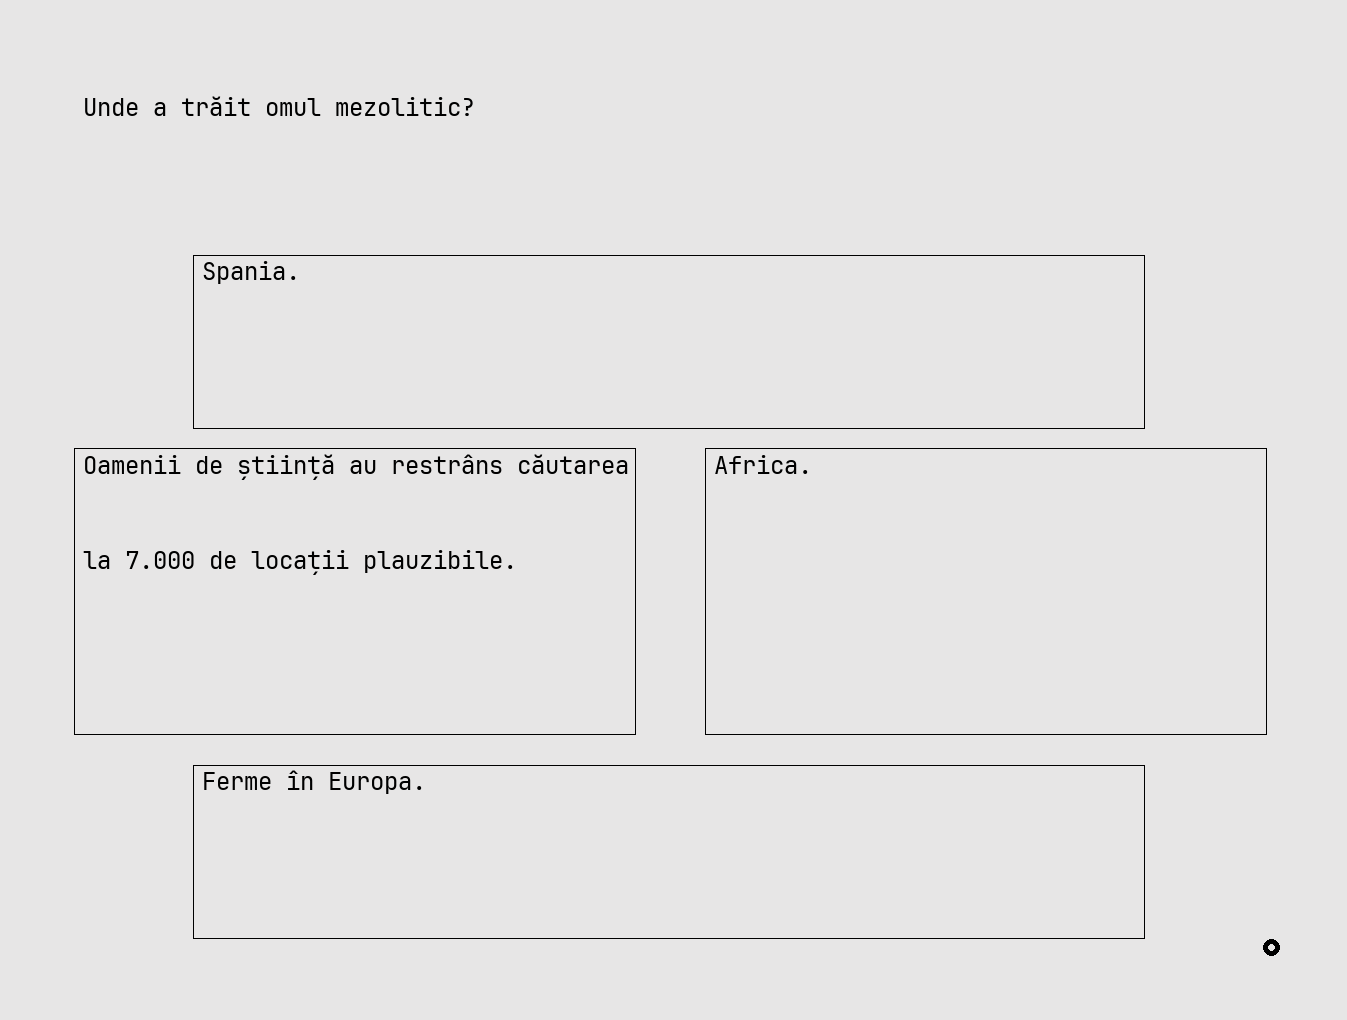 Unde a trăit omul mezolitic?
Spania.
Oamenii de știință au restrâns căutarea
la 7.000 de locații plauzibile.
Africa.
Ferme în Europa.